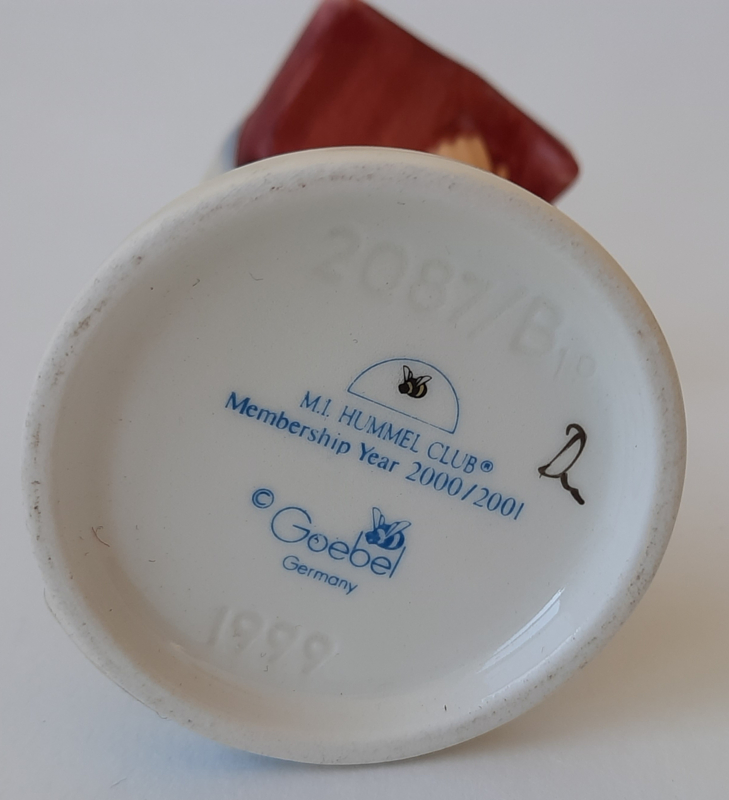 2087/B
M.I. HUMMEL CLUB®
Membership Year 2000/2001
© Goebel
Germany
1999